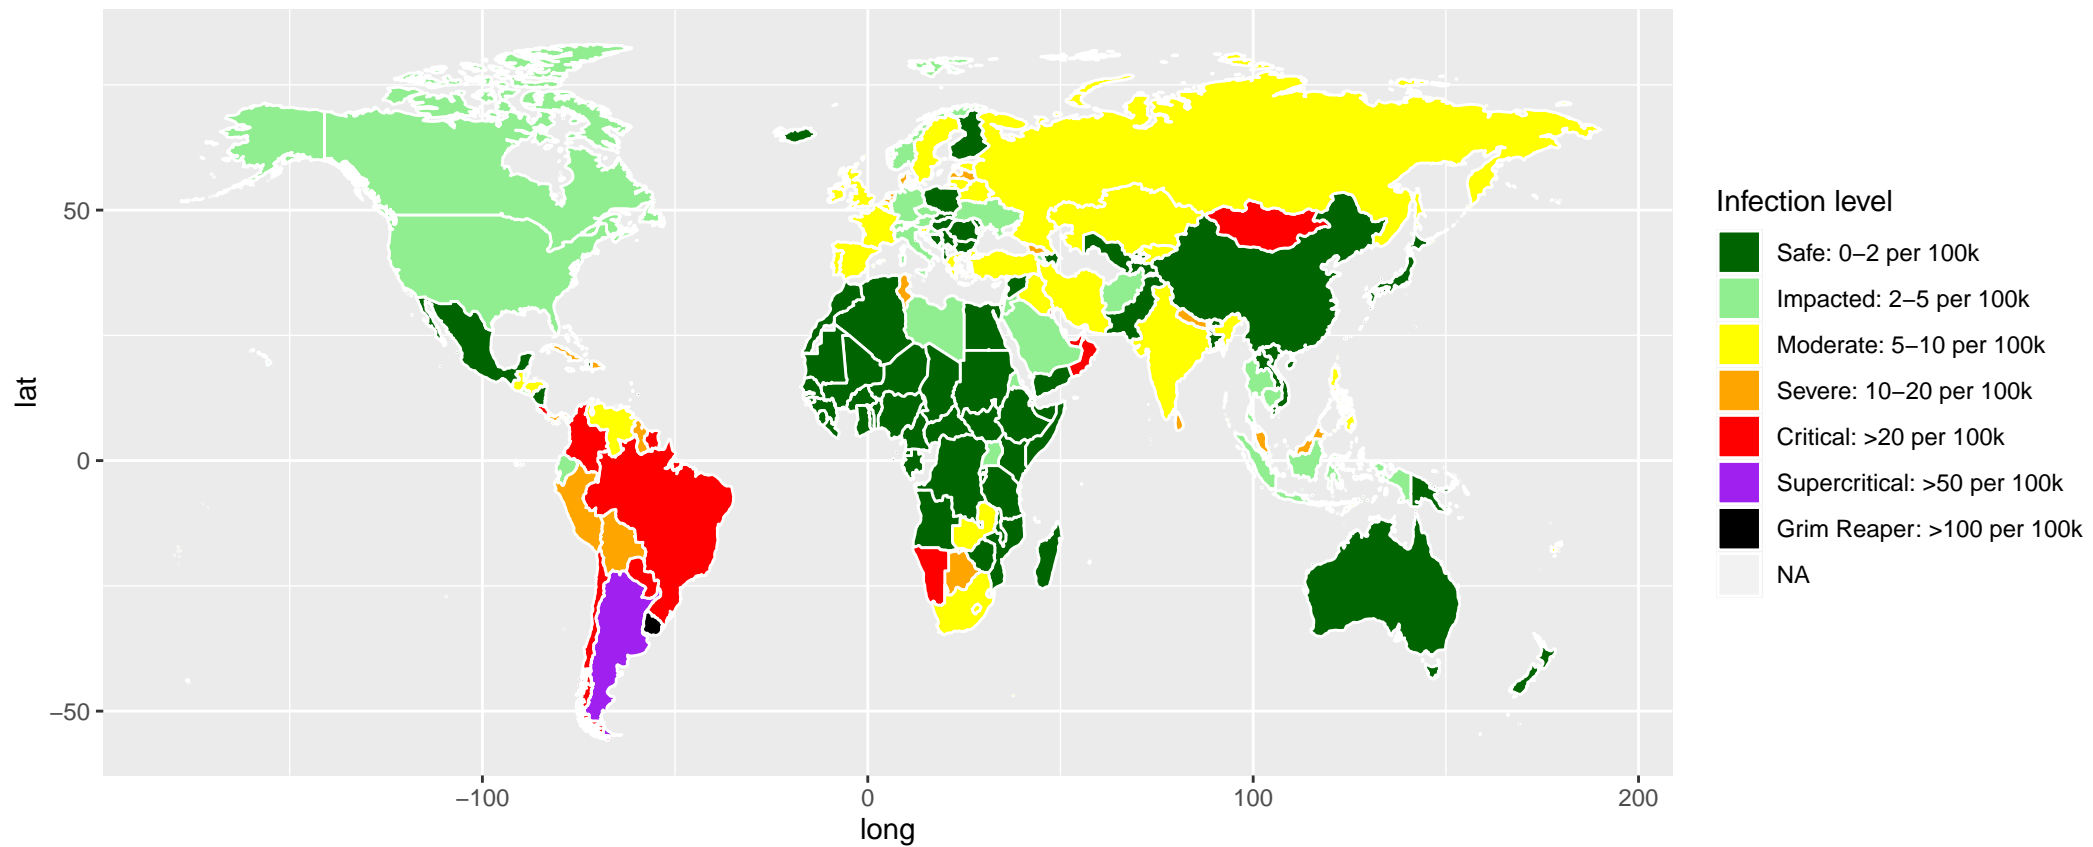 50
0
−50
lat
−100
0
100
200
long
Infection level
Safe: 0−2 per 100k
Impacted: 2−5 per 100k
Moderate: 5−10 per 100k
Severe: 10−20 per 100k
Critical: >20 per 100k
Supercritical: >50 per 100k
Grim Reaper: >100 per 100k
NA